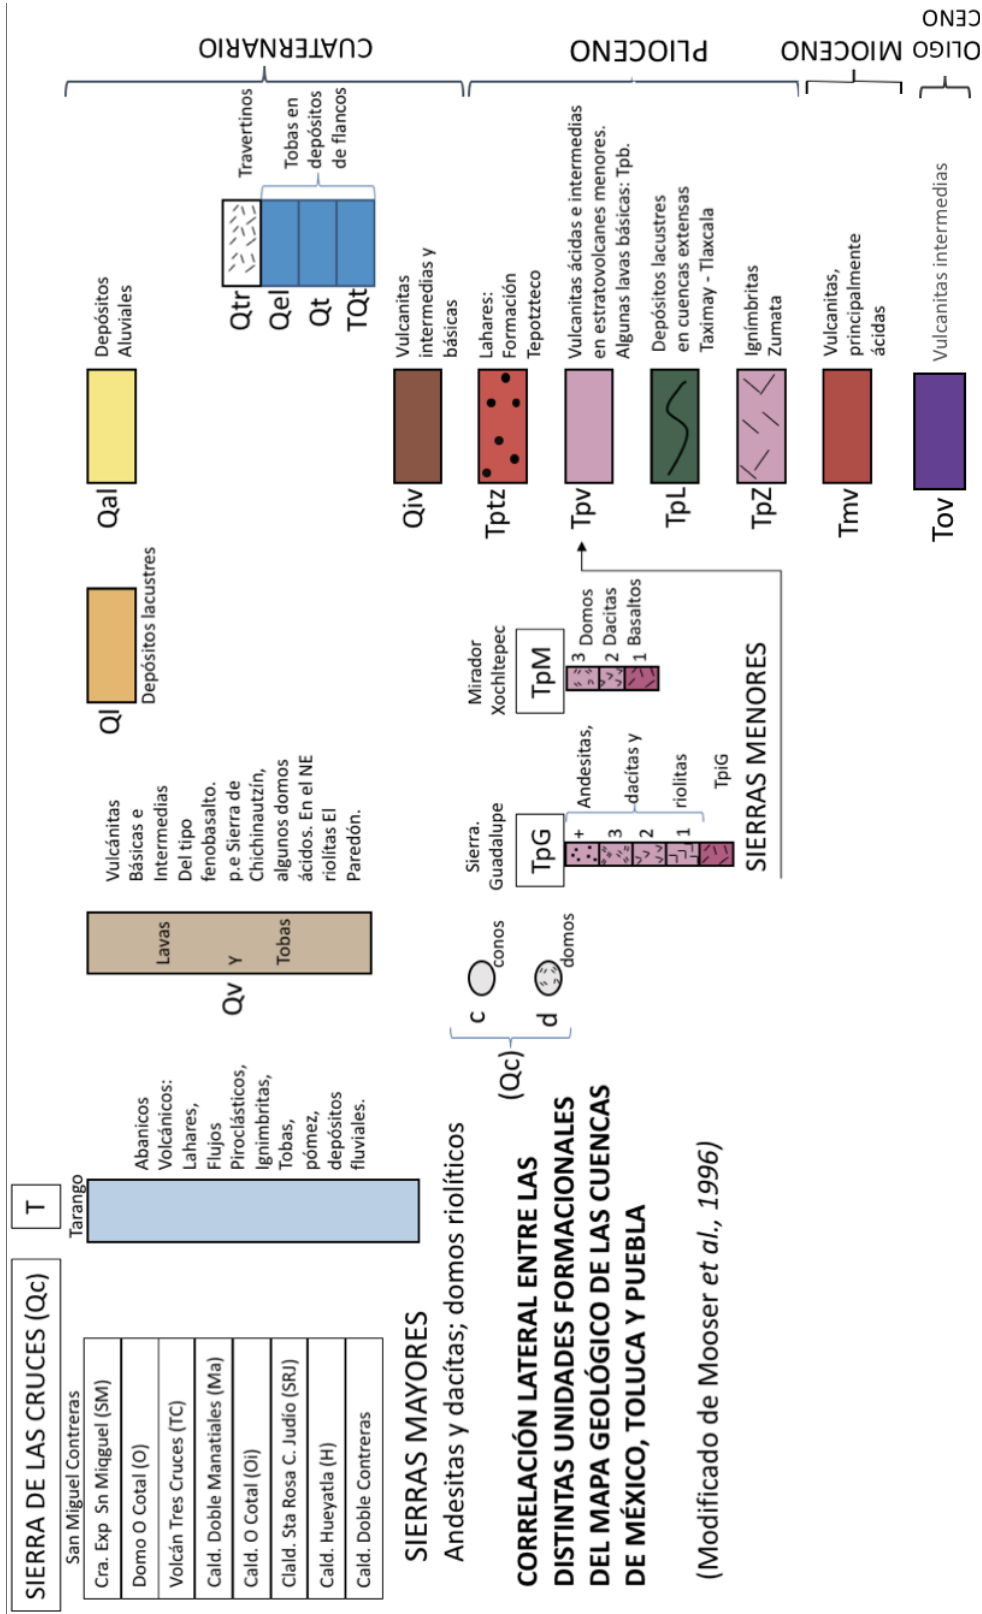 SIERRA DE LAS CRUCES (Qc)
San Miguel Contreras
Cra. Exp Sn Miqguel (SM)
Domo O Cotal (O)
Volcán Tres Cruces (TC)
Cald. Doble Manatiales (Ma)
Cald. O Cotal (Oi)
Clald. Sta Rosa C. Judío (SRJ)
Cald. Hueyatla (H)
Cald. Doble Contreras
SIERRAS MAYORES
Andesitas y dacítas; domos riolíticos
T
Tarango
Abanicos
Volcánicos:
Lahares,
Flujos
Piroclásticos,
Ignimbritas,
Tobas,
pómez,
depósitos
fluviales.
Qv
Lavas
Y
Tobas
Vulcánitas
Básicas e
Intermedias
Del tipo
fenobasalto.
p.e Sierra de
Chichinautzín,
algunos domos
ácidos. En el NE
riolítas El
Paredón.
Ql
Depósitos lacustres
Qal
Depósitos
Aluviales
Qtr
Travertinos
Qel
Qt
TQt
Tobas en
depósitos
de flancos
CUATERNARIO
Qiv
Vulcanitas
intermedias y
básicas
(Qc)
c
conos
d
domos
Sierra.
Guadalupe
TpG
+
3
2
1
Andesitas,
dacítas y
riolitas
TpiG
Mirador
Xochltepec
TpM
3 Domos
2 Dacitas
1 Basaltos
SIERRAS MENORES
Tptz
Lahares:
Formación
Tepotzteco
Tpv
Vulcanitas ácidas e intermedias
en estratovolcanes menores.
Algunas lavas básicas: Tpb.
TpL
Depósitos lacustres
en cuencas extensas
Taximay - Tlaxcala
TpZ
Ignímbritas
Zumata
PLIOCENO
Tmv
Vulcanitas,
principalmente
ácidas
MIOCENO
Tov
Vulcanitas intermedias
OLIGO
CENO
CORRELACIÓN LATERAL ENTRE LAS
DISTINTAS UNIDADES FORMACIONALES
DEL MAPA GEOLÓGICO DE LAS CUENCAS
DE MÉXICO, TOLUCA Y PUEBLA
(Modificado de Mooser et al., 1996)